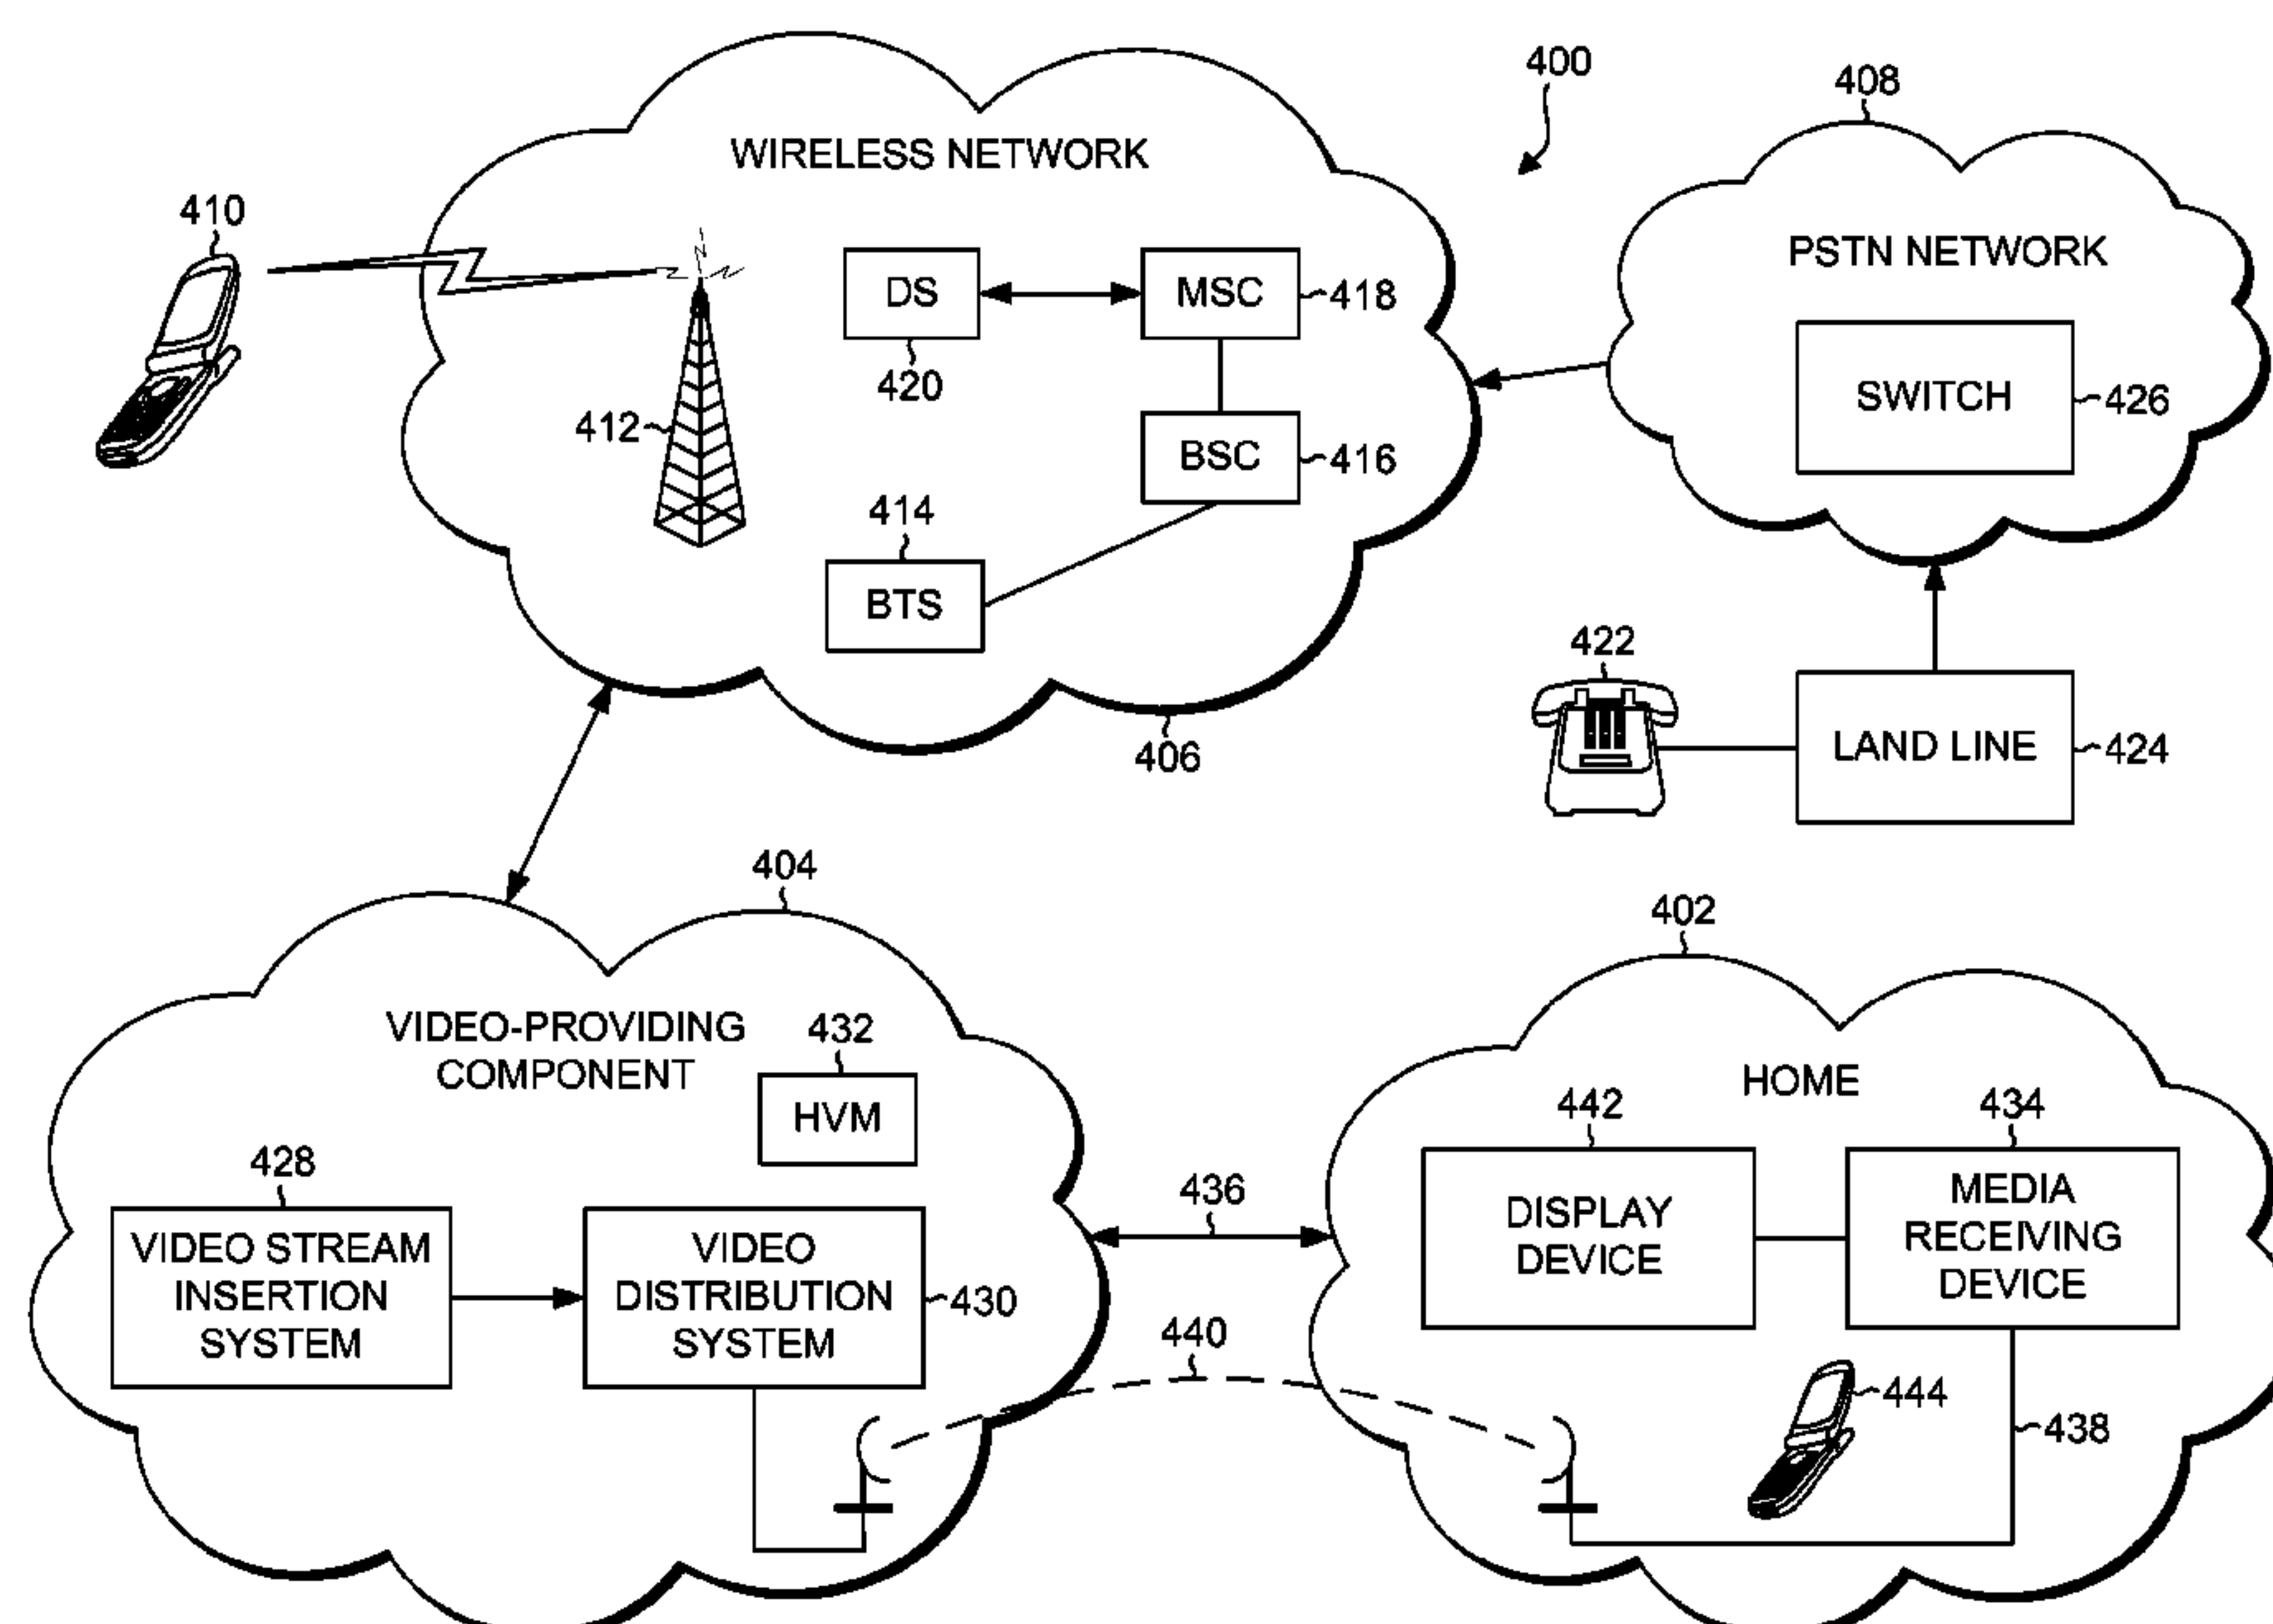 400
408
WIRELESS NETWORK
410
PSTN NETWORK
DS
MSC
418
420
SWITCH
426
412
BSC
416
414
BTS
422
LAND LINE
424
406
404
402
VIDEO-PROVIDING
COMPONENT
432
HVM
HOME
442
434
428
VIDEO STREAM
INSERTION
SYSTEM
VIDEO
DISTRIBUTION
SYSTEM
430
436
DISPLAY
DEVICE
MEDIA
RECEIVING
DEVICE
440
444
438